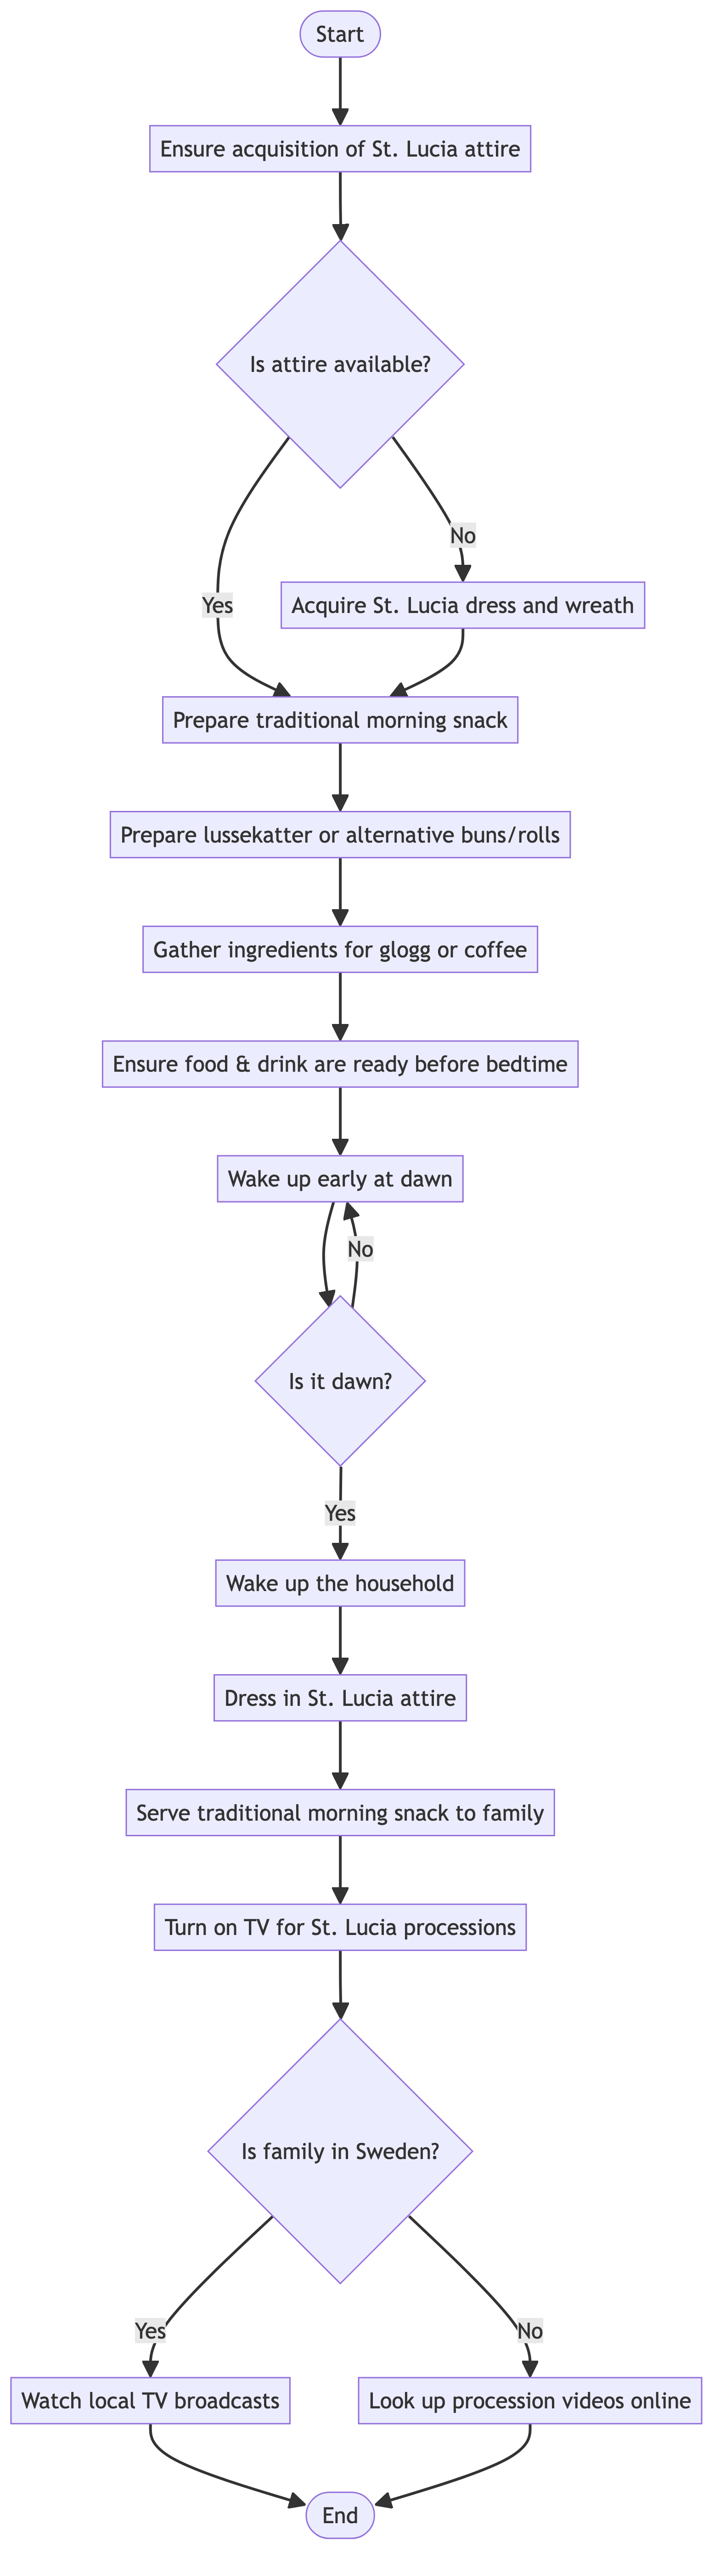 Start
Ensure acquisition of St. Lucia attire
Is attire available?
No
Yes
Acquire St. Lucia dress and wreath
Prepare traditional morning snack
Prepare lussekatter or alternative buns/rolls
Gather ingredients for glogg or coffee
Ensure food & drink are ready before bedtime
Wake up early at dawn
No
Is it dawn?
Yes
Wake up the household
Dress in St. Lucia attire
Serve traditional morning snack to family
Turn on TV for St. Lucia processions
Is family in Sweden?
Yes
No
Watch local TV broadcasts
Look up procession videos online
End